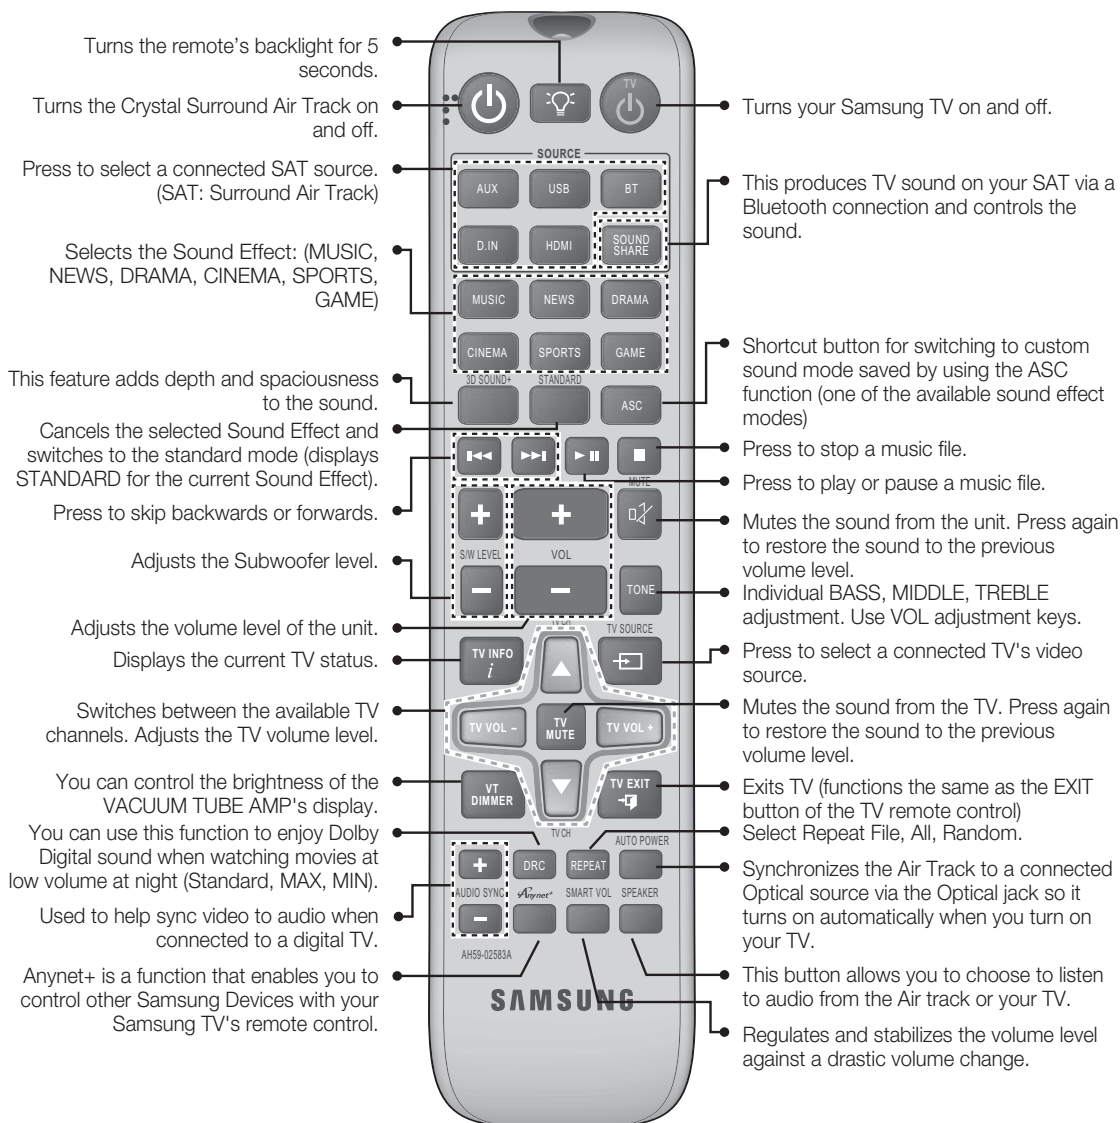 Turns the remote's backlight for 5
seconds.
Turns the Crystal Surround Air Track on
and off.
Press to select a connected SAT source.
(SAT: Surround Air Track)
Selects the Sound Effect: (MUSIC,
NEWS, DRAMA, CINEMA, SPORTS,
GAME)
This feature adds depth and spaciousness
to the sound.
Cancels the selected Sound Effect and
switches to the standard mode (displays
STANDARD for the current Sound Effect).
Press to skip backwards or forwards.
Adjusts the Subwoofer level.
Adjusts the volume level of the unit.
Displays the current TV status.
Switches between the available TV
channels. Adjusts the TV volume level.
You can control the brightness of the
VACUUM TUBE AMP's display.
You can use this function to enjoy Dolby
Digital sound when watching movies at
low volume at night (Standard, MAX, MIN).
Used to help sync video to audio when
connected to a digital TV.
Anynet+ is a function that enables you to
control other Samsung Devices with your
Samsung TV's remote control.
TV
SOURCE
AUX
USB
BT
D.IN
HDMI
SOUND
SHARE
MUSIC
NEWS
DRAMA
CINEMA
SPORTS
GAME
3D SOUND+
STANDARD
ASC
MUTE
S/W LEVEL
VOL
TONE
TV CH
TV SOURCE
TV INFO
i
TV VOL −
TV
MUTE
TV VOL +
VT
DIMMER
TV EXIT
TV CH
AUTO POWER
DRC
REPEAT
AUDIO SYNC
Anynet+
SMART VOL
SPEAKER
AH59-02583A
SAMSUNG
Turns your Samsung TV on and off.
This produces TV sound on your SAT via a
Bluetooth connection and controls the
sound.
Shortcut button for switching to custom
sound mode saved by using the ASC
function (one of the available sound effect
modes)
Press to stop a music file.
Press to play or pause a music file.
Mutes the sound from the unit. Press again
to restore the sound to the previous
volume level.
Individual BASS, MIDDLE, TREBLE
adjustment. Use VOL adjustment keys.
Press to select a connected TV's video
source.
Mutes the sound from the TV. Press again
to restore the sound to the previous
volume level.
Exits TV (functions the same as the EXIT
button of the TV remote control)
Select Repeat File, All, Random.
Synchronizes the Air Track to a connected
Optical source via the Optical jack so it
turns on automatically when you turn on
your TV.
This button allows you to choose to listen
to audio from the Air track or your TV.
Regulates and stabilizes the volume level
against a drastic volume change.